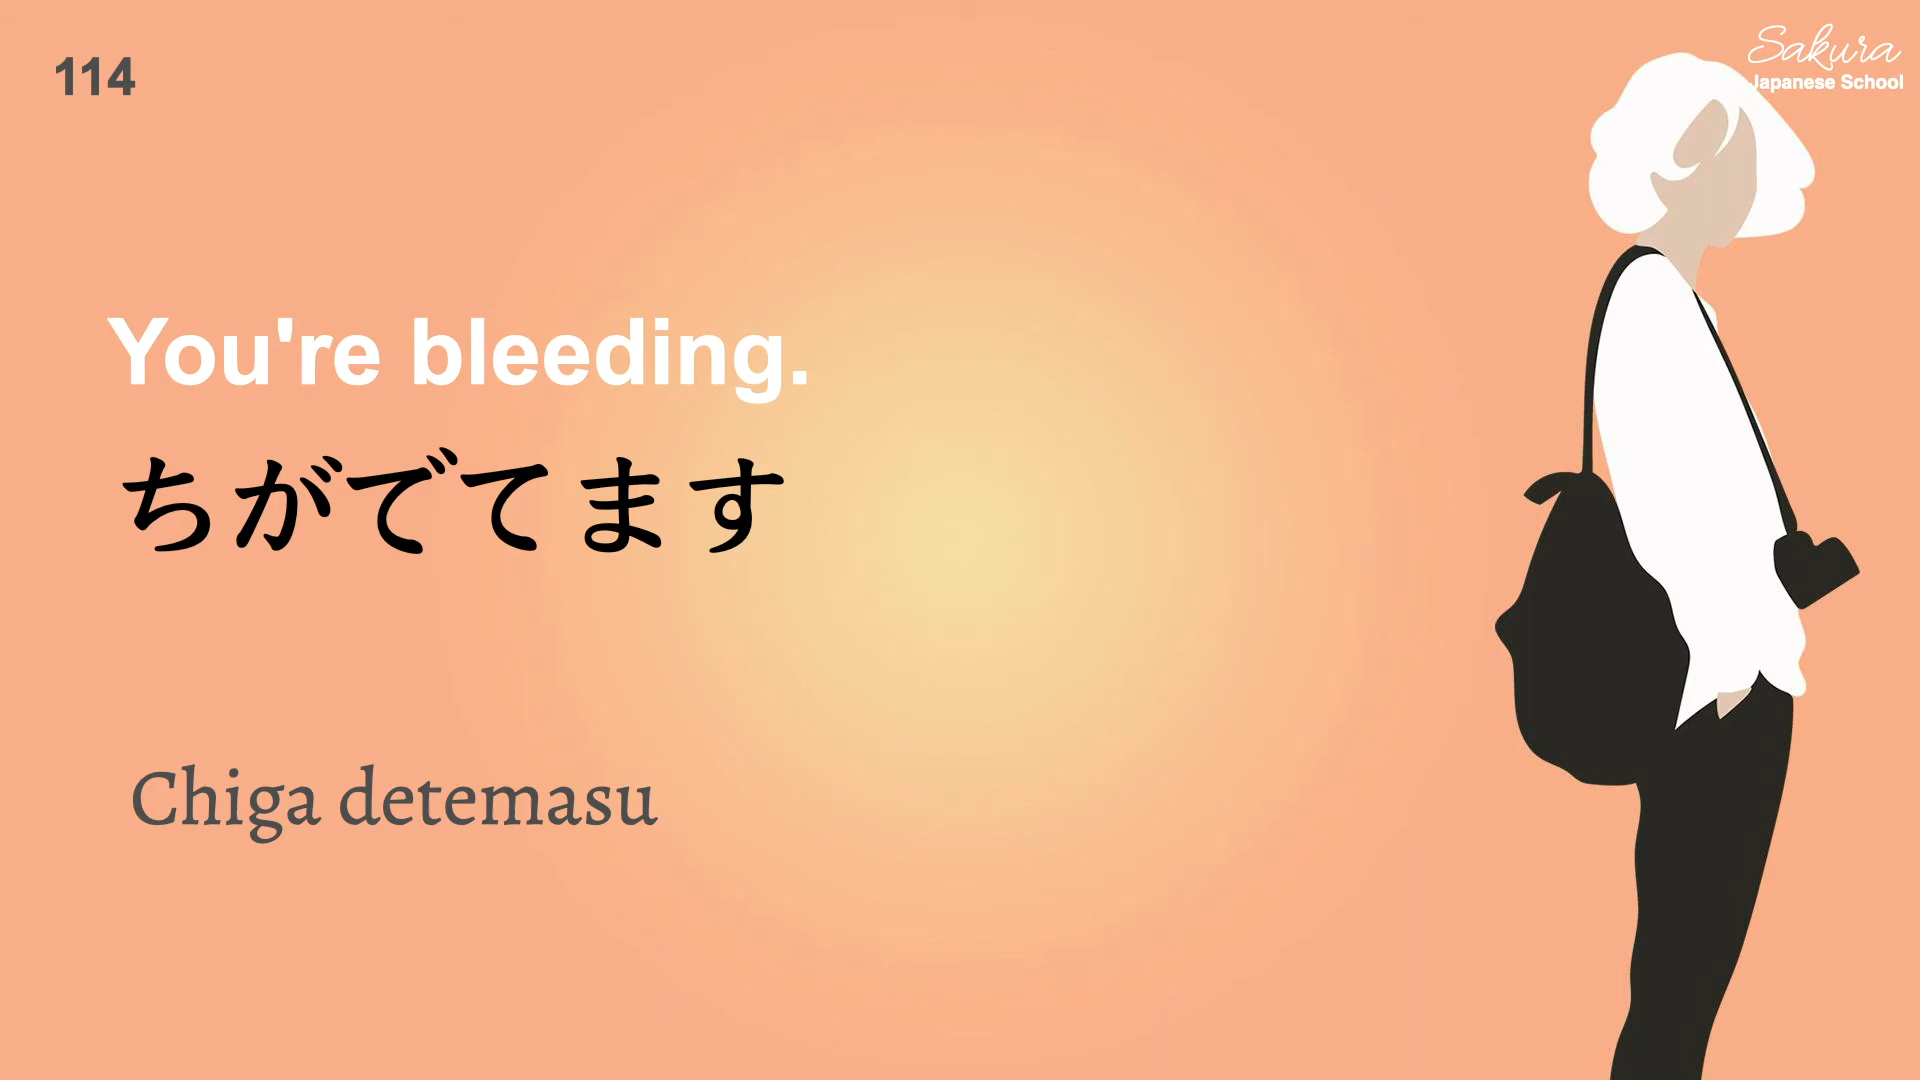 114
Sakura
Japanese School
You're bleeding.
ちがでてます
Chiga detemasu